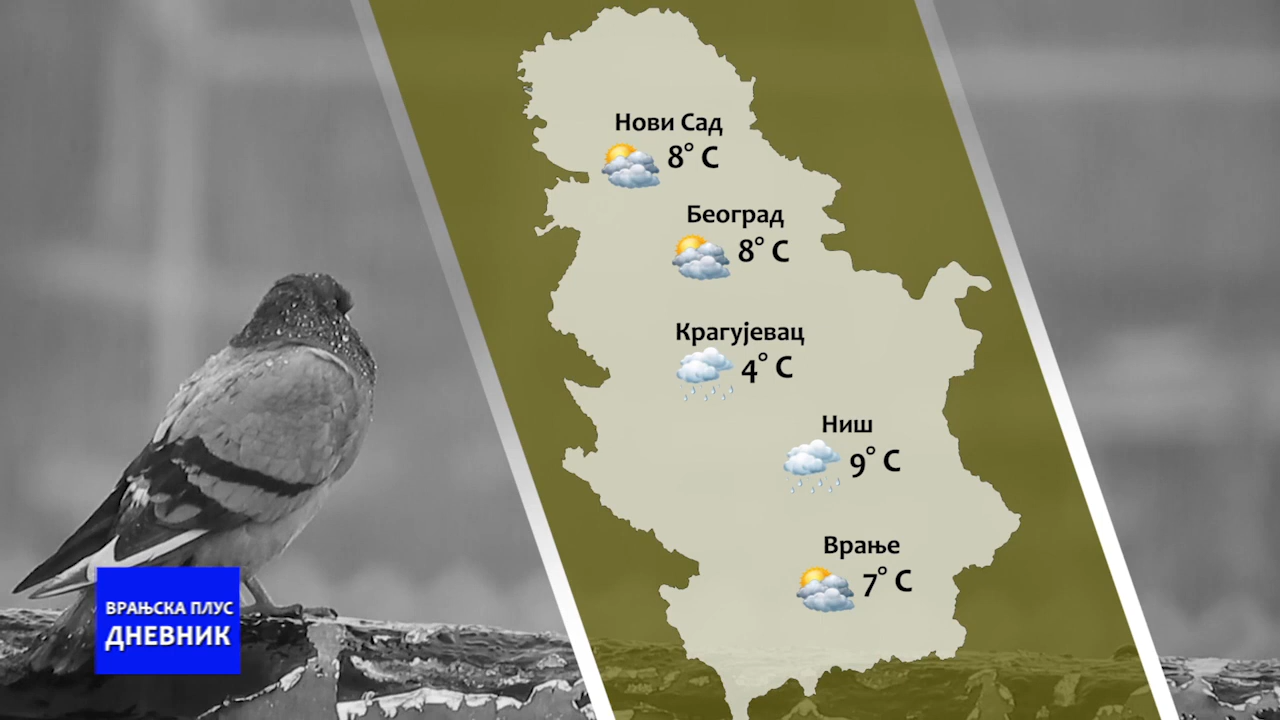 Нови Сад
8° C
Београд
8° C
Крагујевац
4° C
Ниш
9° C
Врање
7° C
ВРАЊСКА ПЛУС
ДНЕВНИК